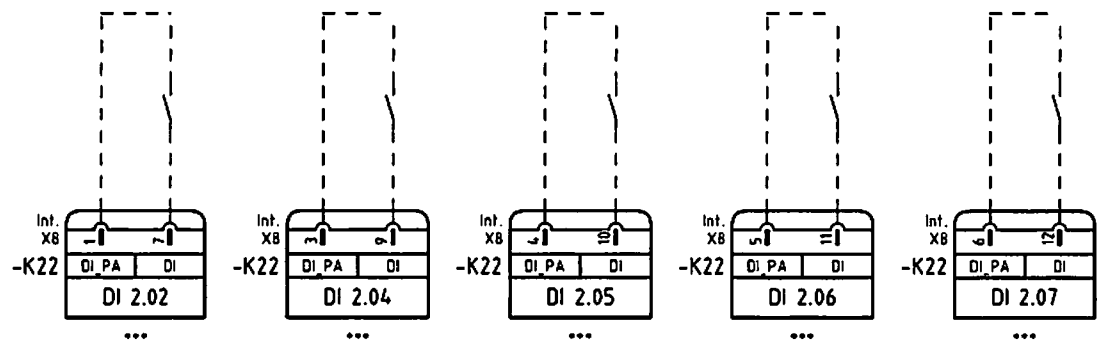 Int. Int. Int. Int. Int.
X8 1 7 X8 3 9 X8 4 10 X8 5 11 X8 6 12
-K22 DI_PA DI -K22 DI_PA DI -K22 DI_PA DI -K22 DI_PA DI -K22 DI_PA DI
DI 2.02 DI 2.04 DI 2.05 DI 2.06 DI 2.07
... ... ... ... ...